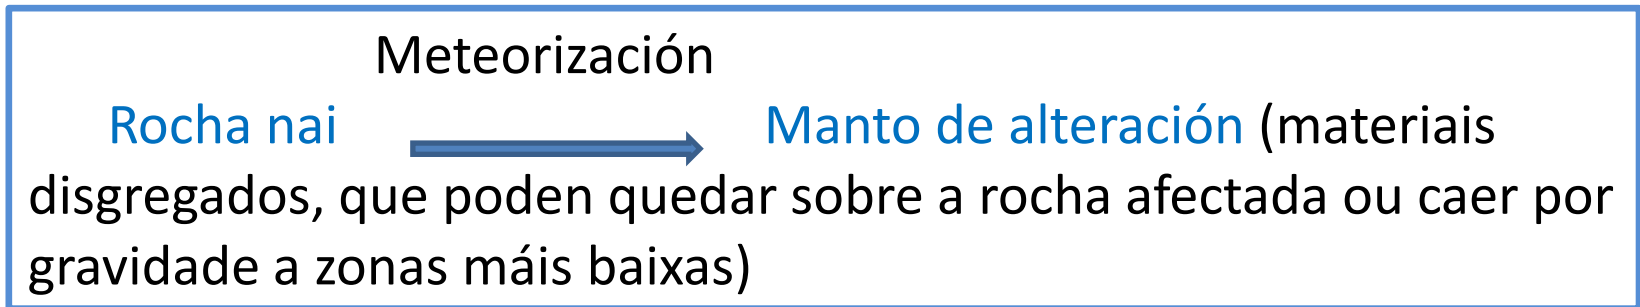 Meteorización
Rocha nai Manto de alteración (materiais
disgregados, que poden quedar sobre a rocha afectada ou caer por
gravidade a zonas máis baixas)